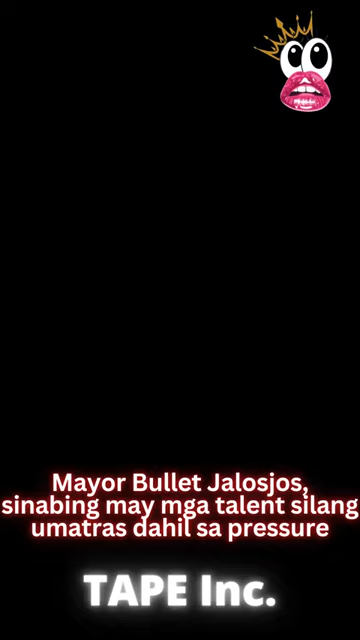 Mayor Bullet Jalosjos,
sinabing may mga talent silang
umatras dahil sa pressure
TAPE Inc.